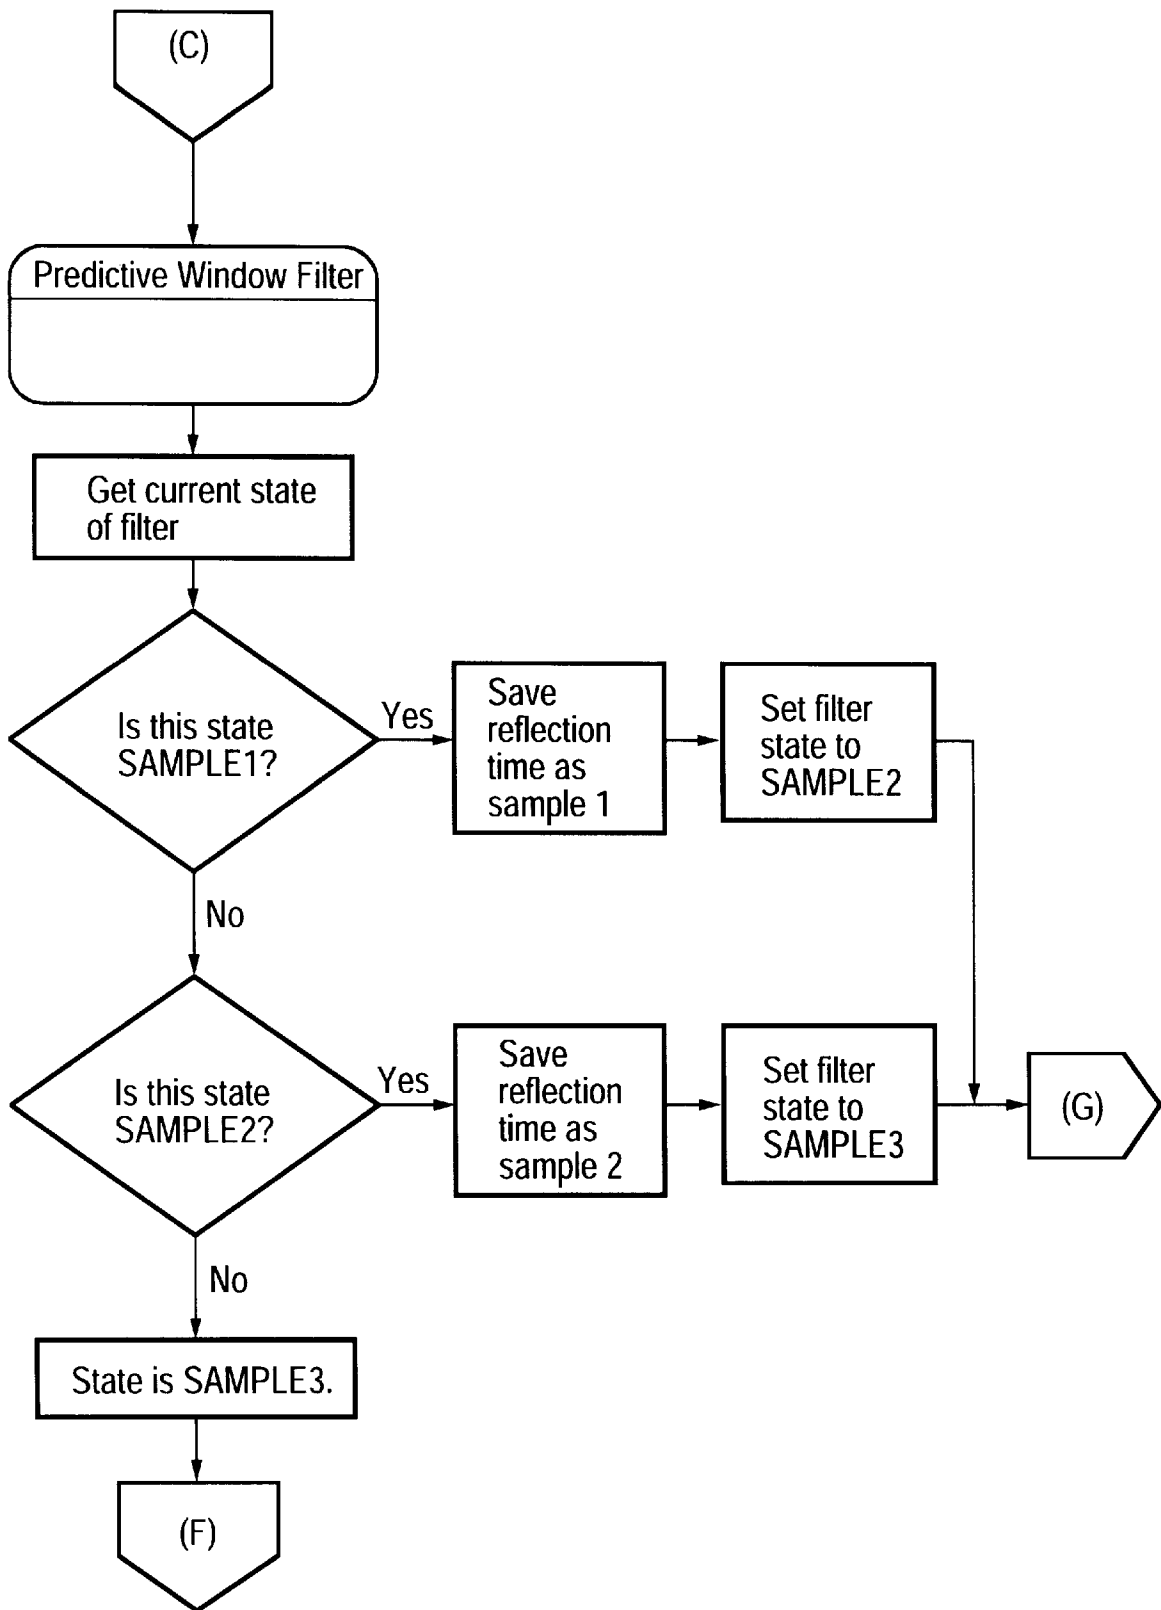 (C)
Predictive Window Filter
Get current state
of filter
Is this state
SAMPLE1?
Yes
Save
reflection
time as
sample 1
Set filter
state to
SAMPLE2
No
Is this state
SAMPLE2?
Yes
Save
reflection
time as
sample 2
Set filter
state to
SAMPLE3
(G)
No
State is SAMPLE3.
(F)